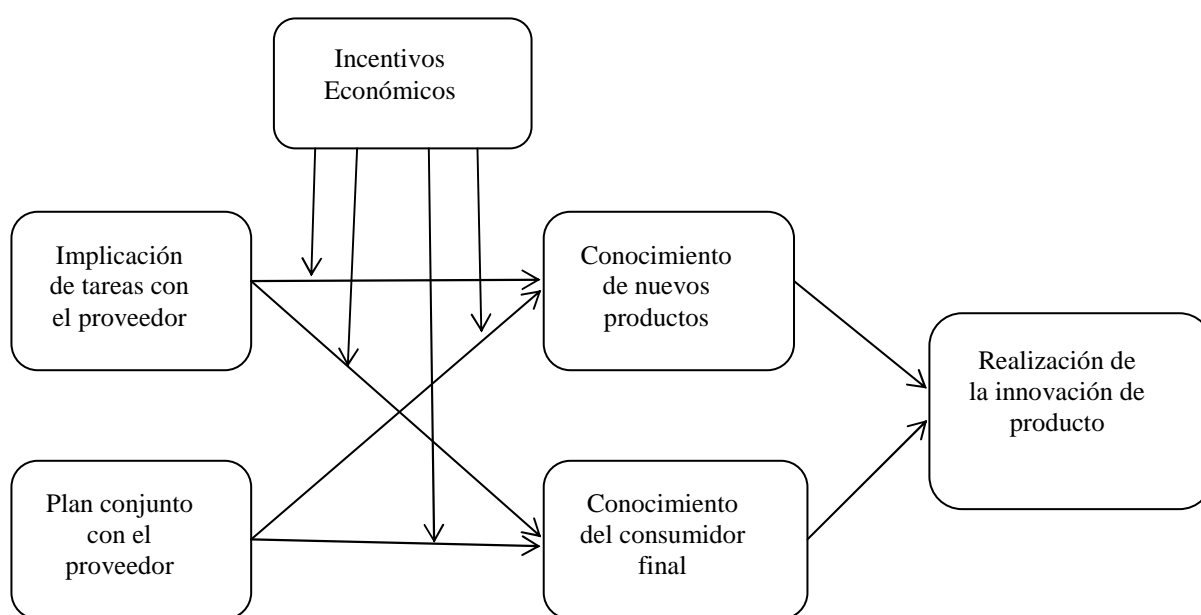 Incentivos
Económicos
Implicación
de tareas con
el proveedor
Conocimiento
de nuevos
productos
Realización de
la innovación de
producto
Plan conjunto
con el
proveedor
Conocimiento
del consumidor
final